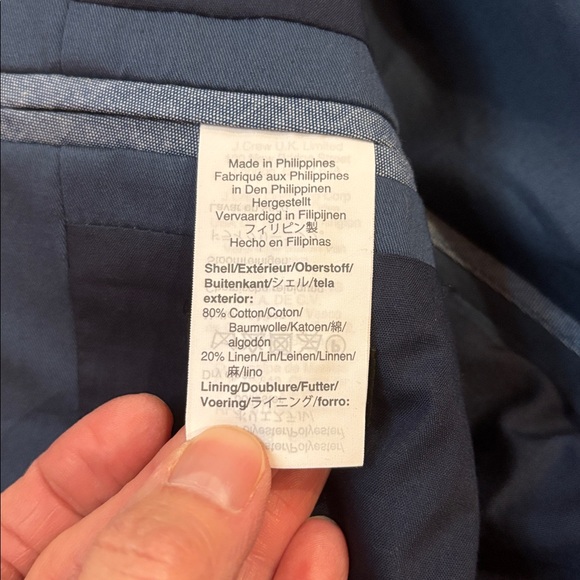 Made in Philippines
Fabriqué aux Philippines
in Den Philippinen
Hergestellt
Vervaardigd in Filipijnen
フィリピン製
Hecho en Filipinas
Shell/Extérieur/Oberstoff/
Buitenkant/シェル/tela
exterior:
80% Cotton/Coton/
Baumwolle/Katoen/綿/
algodón
20% Linen/Lin/Leinen/Linnen/
麻/lino
Lining/Doublure/Futter/
Voering/ライニング/forro: